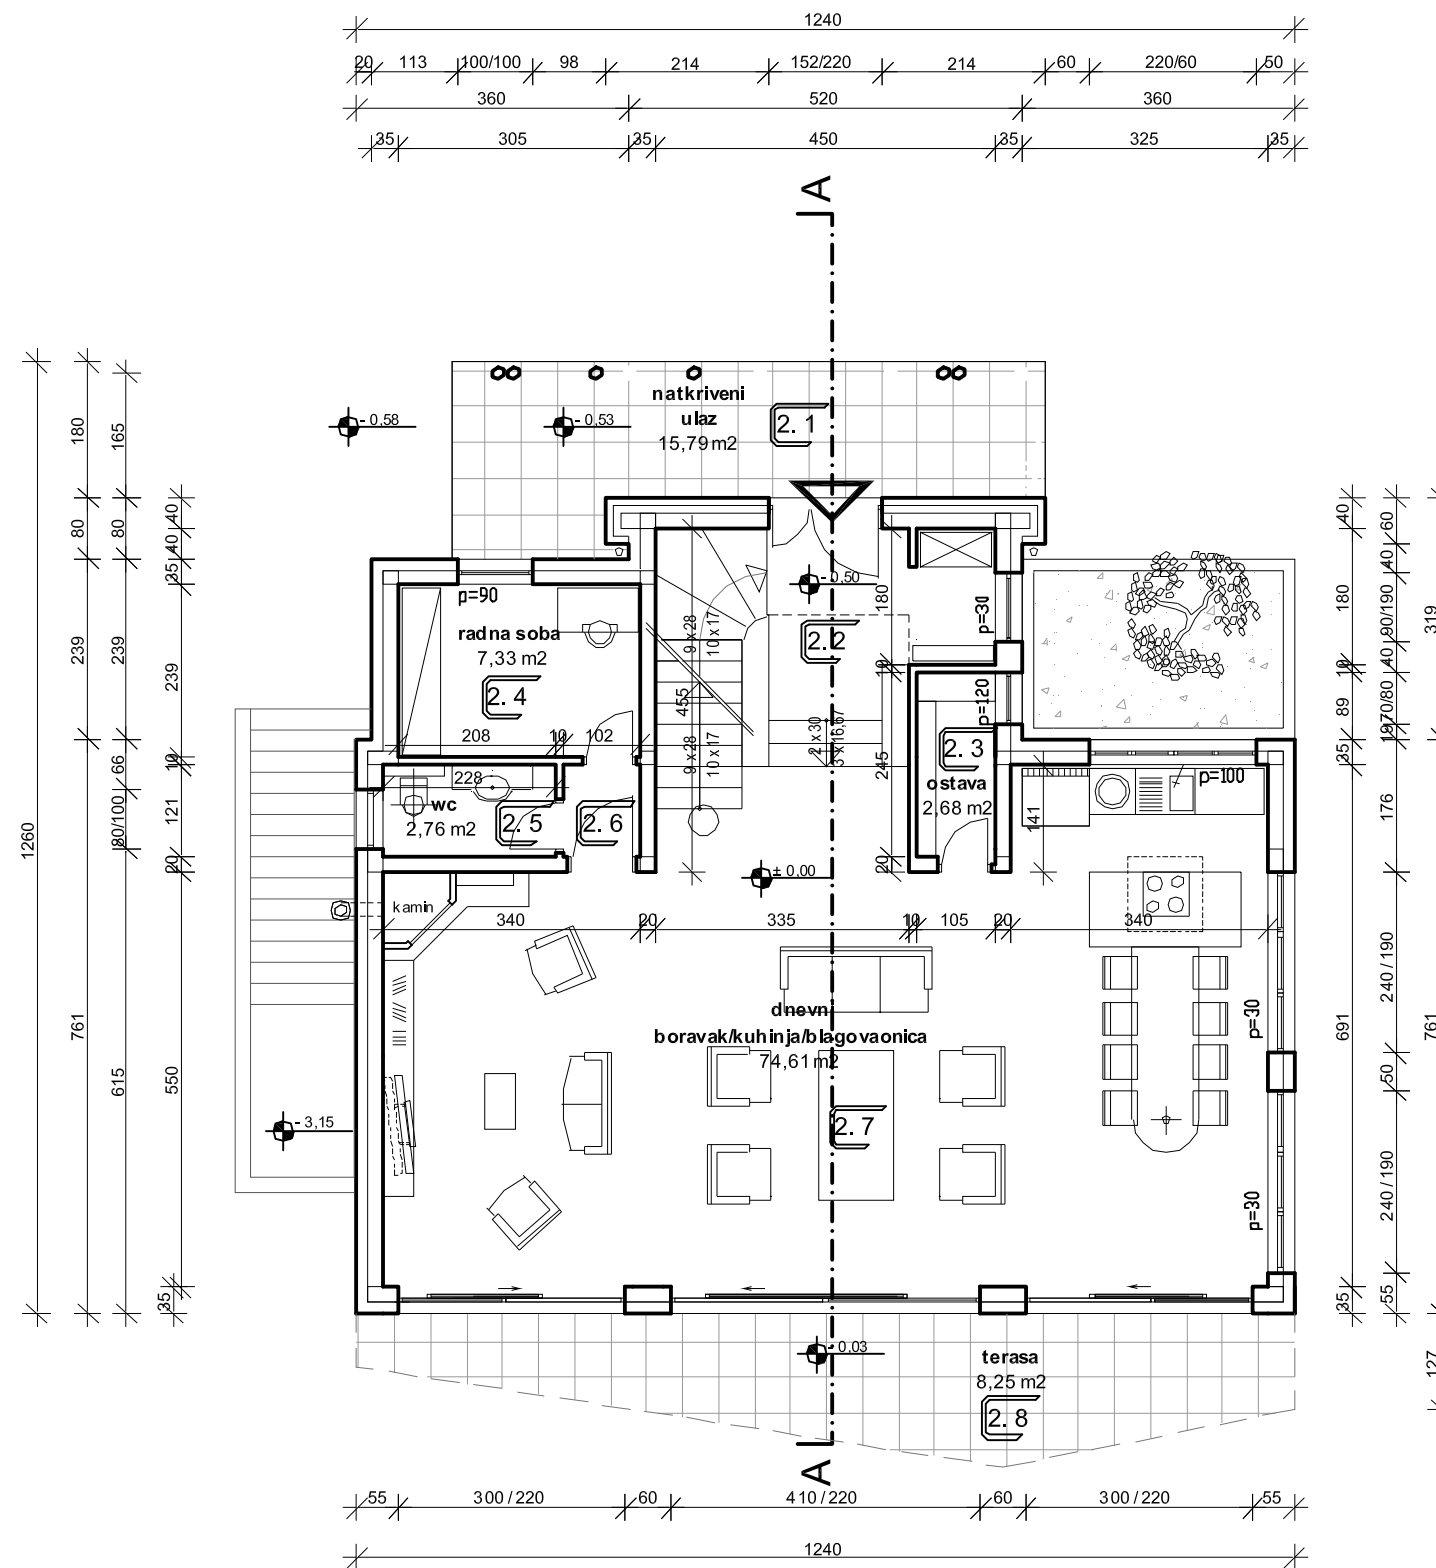 1240
20 113 100/100 98 214 152/220 214 60 220/60 50
360 520 360
35 305 35 450 35 325 35
A
natkriveni
ulaz
15,79 m2
2.1
- 0,58
- 0,53
- 0,50
p=90
radna soba
7,33 m2
2.4
208 10 102
2.2
180
p=30
10
p=120
9 x 28
10 x 17
455
9 x 28
10 x 17
2 x 30
3 x 16,67
245
2.3
ostava
2,68 m2
p=100
141
228
wc
2,76 m2
2.5
2.6
20
± 0,00
kamin
340 20 335 10 105 20 340
dnevni
boravak/kuhinja/blagovaonica
74,61 m2
2.7
p=30
p=30
- 3,15
- 0,03
terasa
8,25 m2
2.8
A
55 300/220 60 410/220 60 300/220 55
1240
1260
180 80 239 761
165 80 239 66 80/100 615
40 40 35 239 10 121 20 550 35
40 180 10 89 35 176 691 35
60 40 90/190 40 70/80 19 240/190 50 240/190 55
319 761 127